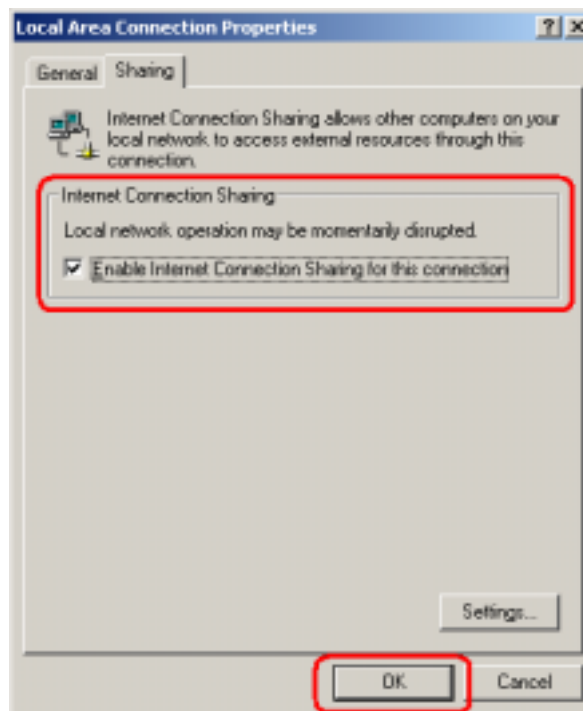 Local Area Connection Properties
General Sharing
Internet Connection Sharing allows other computers on your
local network to access external resources through this
connection.
Internet Connection Sharing
Local network operation may be momentarily disrupted.
Enable Internet Connection Sharing for this connection
Settings...
OK Cancel